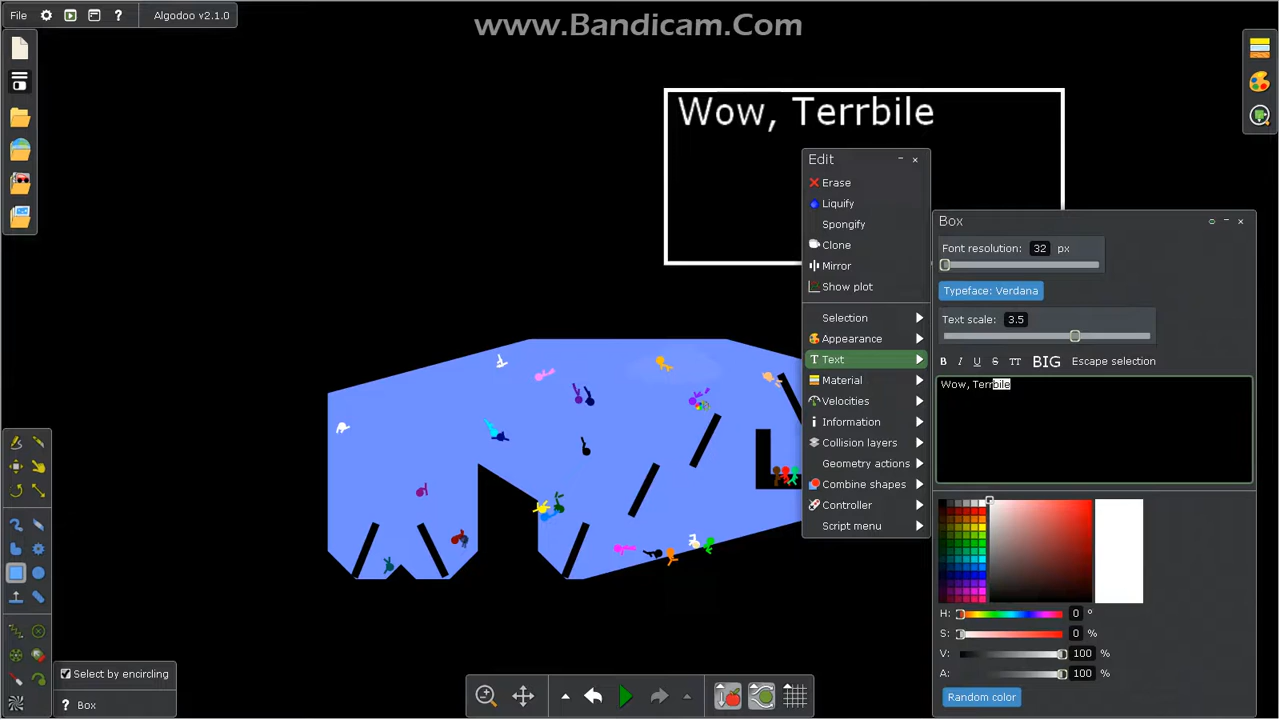 www.Bandicam.Com
File
?
Algodoo v2.1.0
Wow, Terrbile
Edit
Erase
Liquify
Spongify
Clone
Mirror
Show plot
Selection
Appearance
T Text
Material
Velocities
Information
Collision layers
Geometry actions
Combine shapes
Controller
Script menu
Box
Font resolution: 32 px
Typeface: Verdana
Text scale: 3.5
B I U S TT BIG Escape selection
Wow, Terrbile
H: 0 °
S: 0 %
V: 100 %
A: 100 %
Random color
Select by encircling
? Box